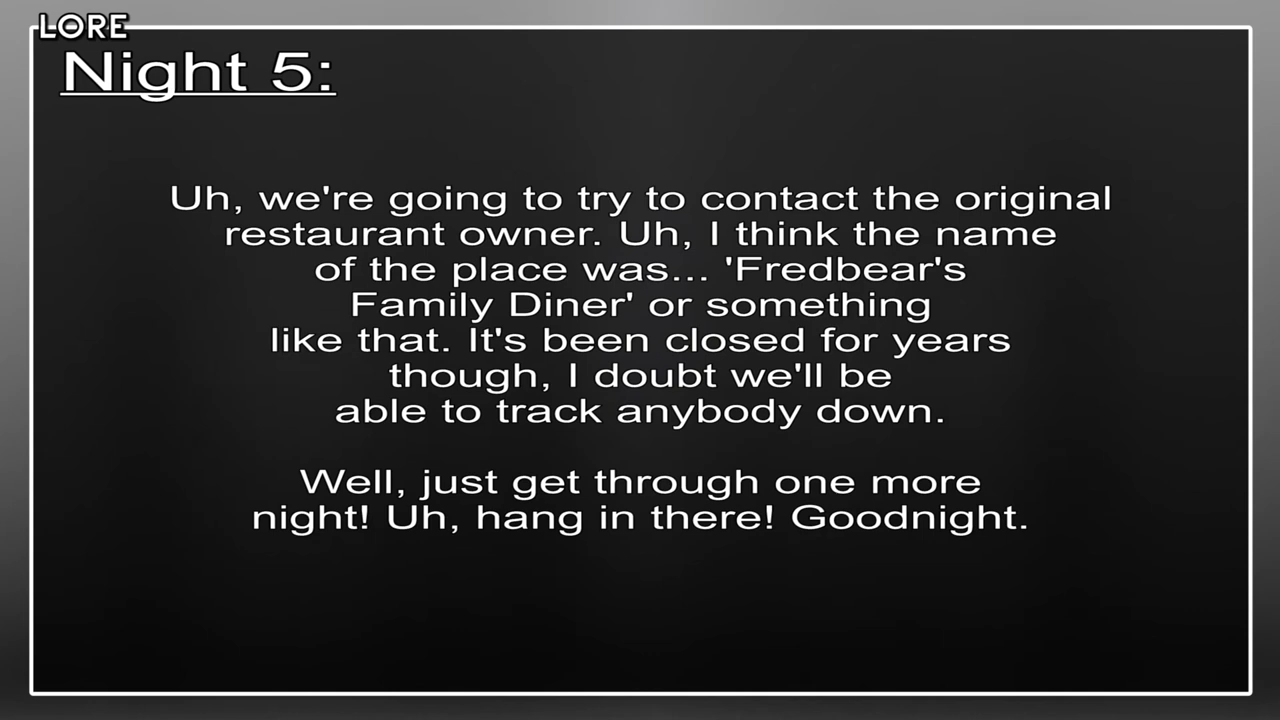 LORE
Night 5:
Uh, we're going to try to contact the original
restaurant owner. Uh, I think the name
of the place was... 'Fredbear's
Family Diner' or something
like that. It's been closed for years
though, I doubt we'll be
able to track anybody down.
Well, just get through one more
night! Uh, hang in there! Goodnight.